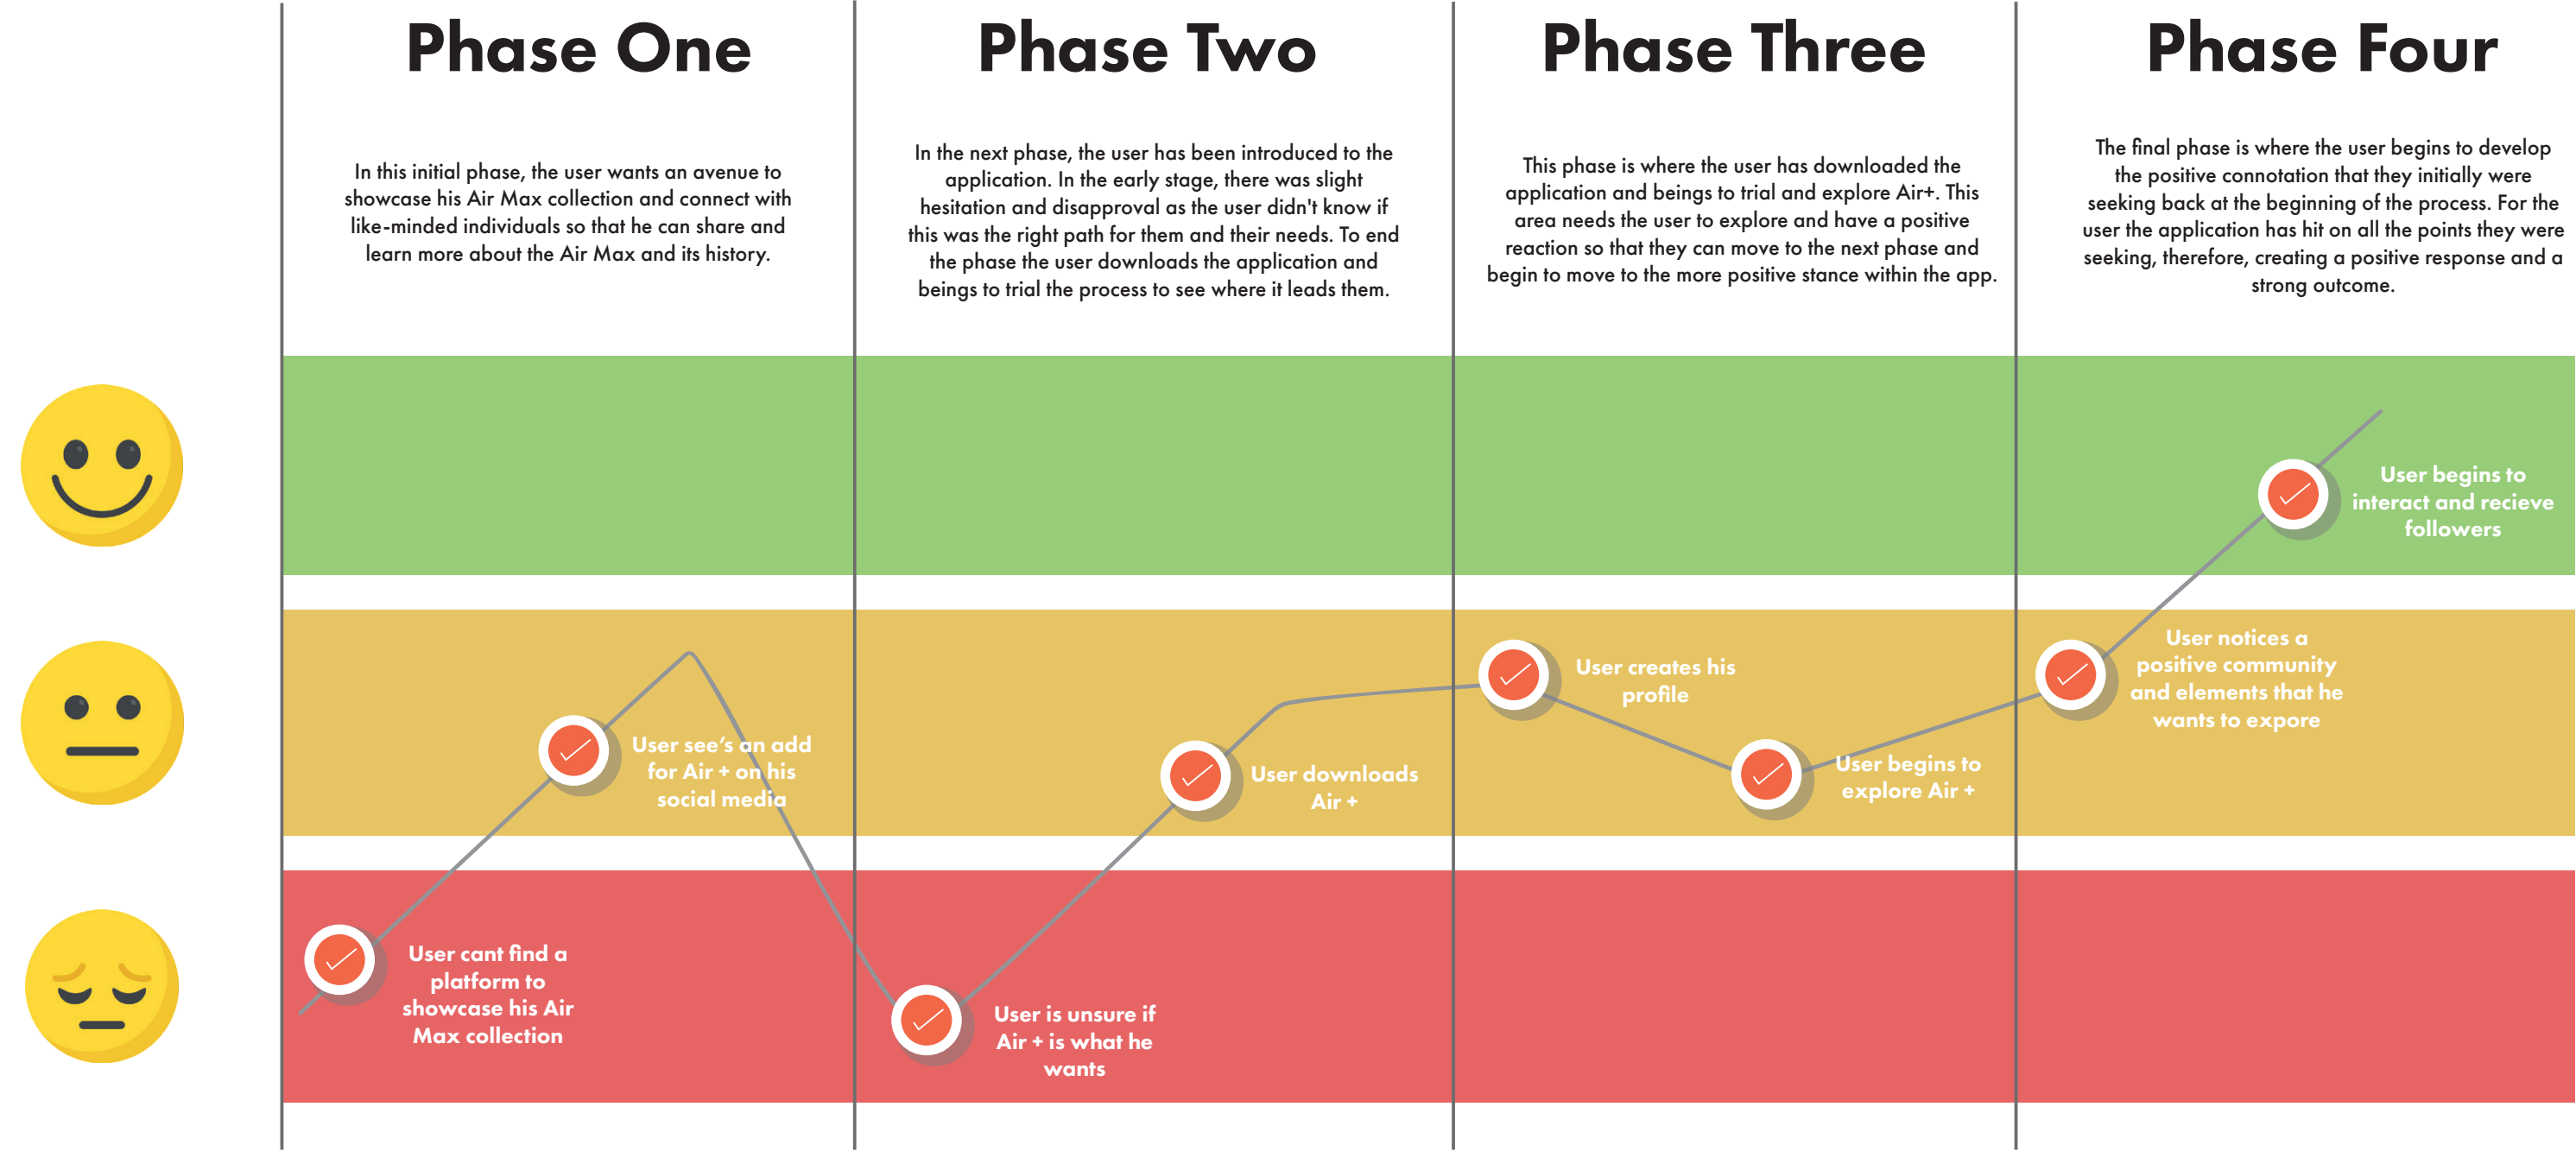 Phase One
In this initial phase, the user wants an avenue to
showcase his Air Max collection and connect with
like-minded individuals so that he can share and
learn more about the Air Max and its history.
Phase Two
In the next phase, the user has been introduced to the
application. In the early stage, there was slight
hesitation and disapproval as the user didn't know if
this was the right path for them and their needs. To end
the phase the user downloads the application and
beings to trial the process to see where it leads them.
Phase Three
This phase is where the user has downloaded the
application and beings to trial and explore Air+. This
area needs the user to explore and have a positive
reaction so that they can move to the next phase and
begin to move to the more positive stance within the app.
Phase Four
The final phase is where the user begins to develop
the positive connotation that they initially were
seeking back at the beginning of the process. For the
user the application has hit on all the points they were
seeking, therefore, creating a positive response and a
strong outcome.
User cant find a
platform to
showcase his Air
Max collection
User see's an add
for Air + on his
social media
User is unsure if
Air + is what he
wants
User downloads
Air +
User creates his
profile
User begins to
explore Air +
User notices a
positive community
and elements that he
wants to expore
User begins to
interact and recieve
followers